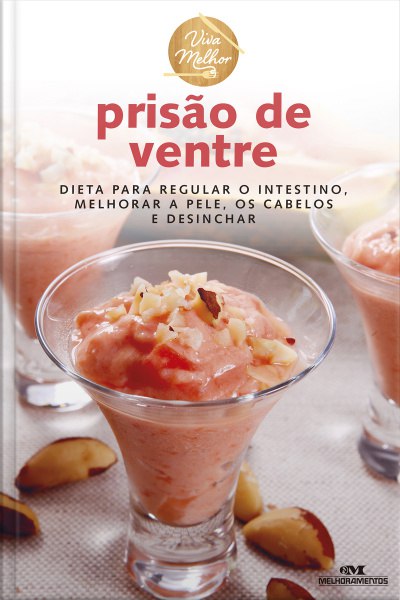 Viva
Melhor
prisão de
ventre
DIETA PARA REGULAR O INTESTINO,
MELHORAR A PELE, OS CABELOS
E DESINCHAR
MELHORAMENTOS